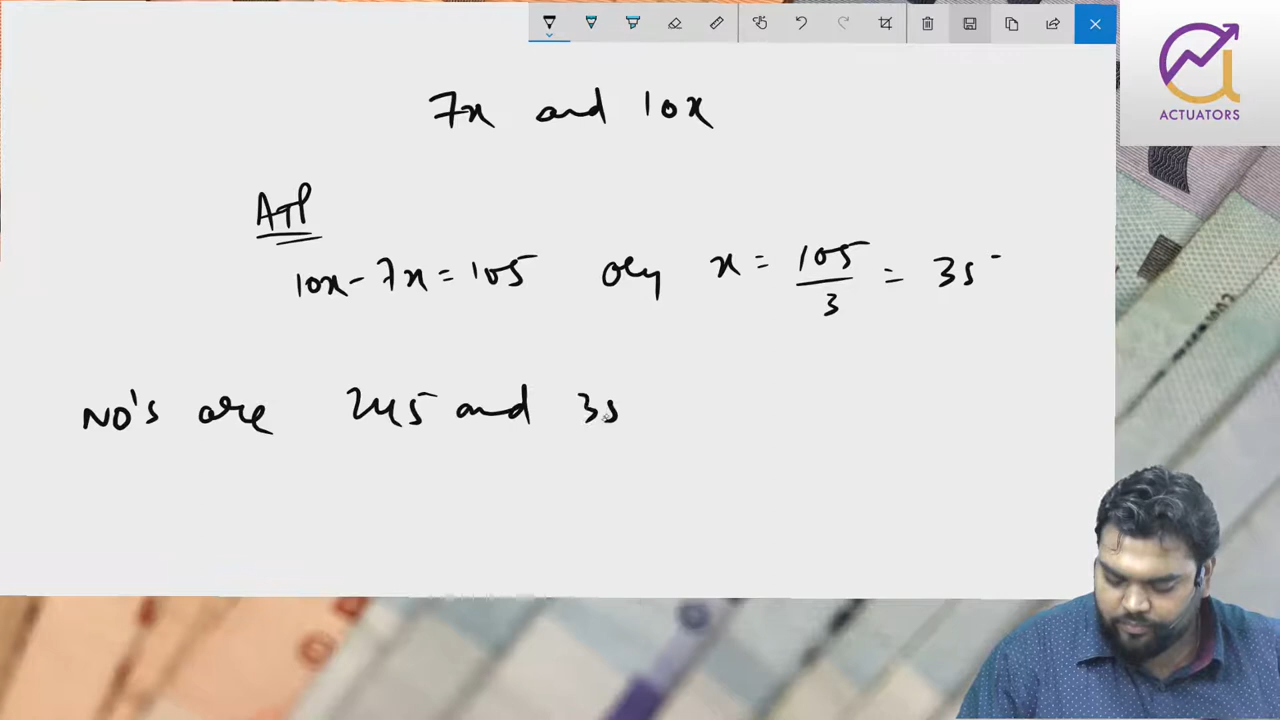 ACTUATORS
7x and 10x
ATP
10x - 7x = 105 or, x = 105/3 = 35
NO's are 245 and 35